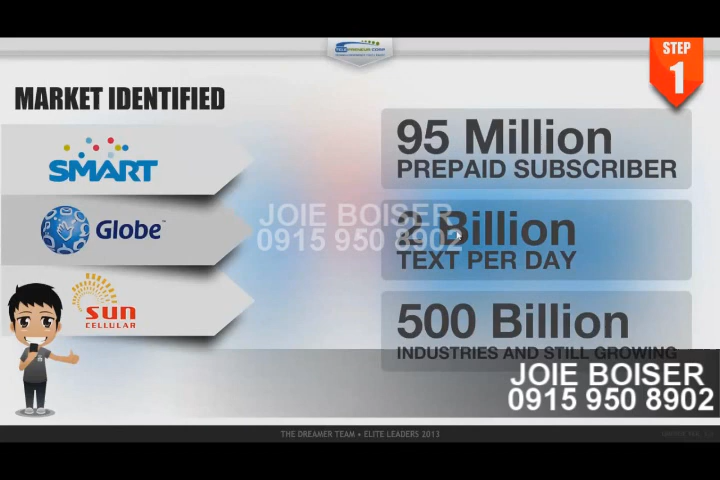 STEP
1
MARKET IDENTIFIED
SMART
Globe
sun
CELLULAR
95 Million
PREPAID SUBSCRIBER
2 Billion
TEXT PER DAY
500 Billion
INDUSTRIES AND STILL GROWING
JOIE BOISER
0915 950 8902
JOIE BOISER
0915 950 8902
THE DREAMER TEAM • ELITE LEADERS 2013